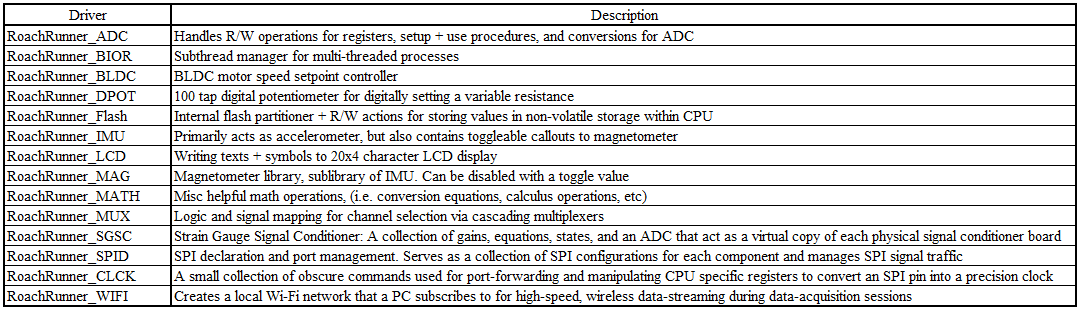 Driver Description
RoachRunner_ADC Handles R/W operations for registers, setup + use procedures, and conversions for ADC
RoachRunner_BIOR Subthread manager for multi-threaded processes
RoachRunner_BLDC BLDC motor speed setpoint controller
RoachRunner_DPOT 100 tap digital potentiometer for digitally setting a variable resistance
RoachRunner_Flash Internal flash partitioner + R/W actions for storing values in non-volatile storage within CPU
RoachRunner_IMU Primarily acts as accelerometer, but also contains toggleable callouts to magnetometer
RoachRunner_LCD Writing texts + symbols to 20x4 character LCD display
RoachRunner_MAG Magnetometer library, sublibrary of IMU. Can be disabled with a toggle value
RoachRunner_MATH Misc helpful math operations, (i.e. conversion equations, calculus operations, etc)
RoachRunner_MUX Logic and signal mapping for channel selection via cascading multiplexers
RoachRunner_SGSC Strain Gauge Signal Conditioner: A collection of gains, equations, states, and an ADC that act as a virtual copy of each physical signal conditioner board
RoachRunner_SPID SPI declaration and port management. Serves as a collection of SPI configurations for each component and manages SPI signal traffic
RoachRunner_CLCK A small collection of obscure commands used for port-forwarding and manipulating CPU specific registers to convert an SPI pin into a precision clock
RoachRunner_WIFI Creates a local Wi-Fi network that a PC subscribes to for high-speed, wireless data-streaming during data-acquisition sessions